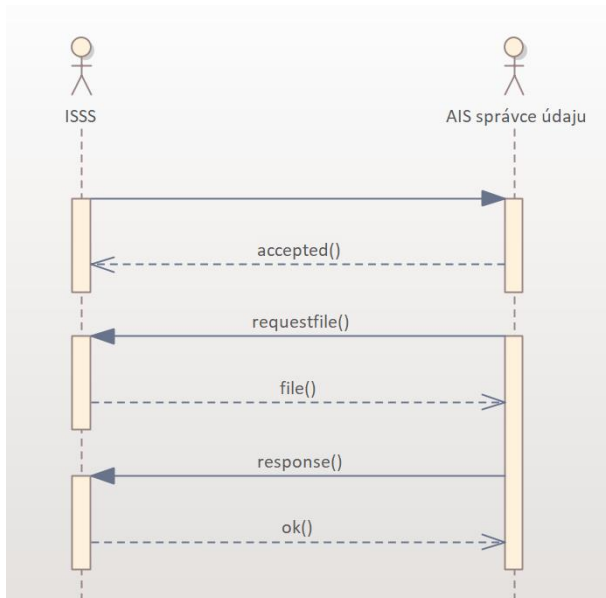 ISSS
AIS správce údaju
accepted()
requestfile()
file()
response()
ok()